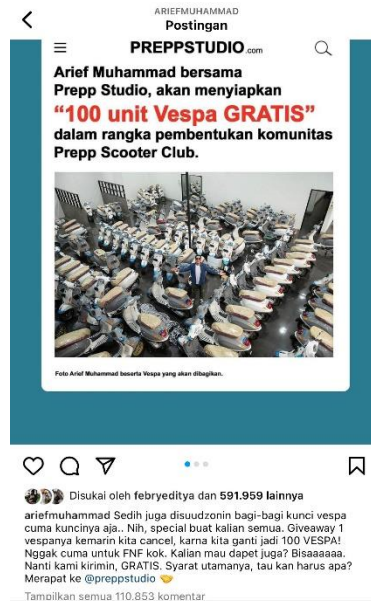 ARIEFMUHAMMAD
Postingan
PREPPSTUDIO.com
Arief Muhammad bersama
Prepp Studio, akan menyiapkan
“100 unit Vespa GRATIS”
dalam rangka pembentukan komunitas
Prepp Scooter Club.
Foto Arief Muhammad beserta Vespa yang akan dibagikan.
Disukai oleh febryeditya dan 591.959 lainnya
ariefmuhammad Sedih juga disuudzonin bagi-bagi kunci vespa
cuma kuncinya aja.. Nih, special buat kalian semua. Giveaway 1
vespanya kemarin kita cancel, karna kita ganti jadi 100 VESPA!
Nggak cuma untuk FNF kok. Kalian mau dapet juga? Bisaaaaaa.
Nanti kami kirimin, GRATIS. Syarat utamanya, tau kan harus apa?
Merapat ke @preppstudio 🤝
Tampilkan semua 110.853 komentar